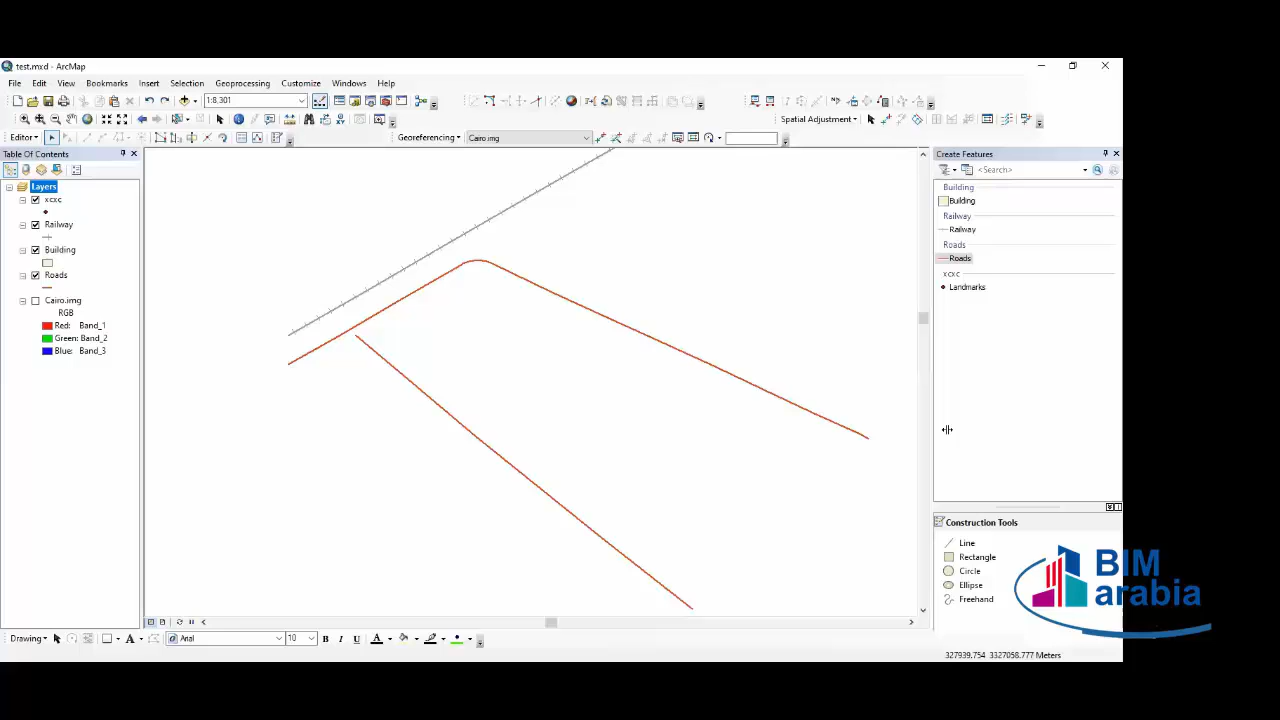 test.mxd - ArcMap
File Edit View Bookmarks Insert Selection Geoprocessing Customize Windows Help
1:8,301
Spatial Adjustment
Editor Georeferencing Cairo.img
Table Of Contents
Layers
xcxc
Railway
Building
Roads
Cairo.img
RGB
Red: Band_1
Green: Band_2
Blue: Band_3
Create Features
<Search>
Building
Building
Railway
Railway
Roads
Roads
xcxc
Landmarks
Construction Tools
Line
Rectangle
Circle
Ellipse
Freehand
BIM
arabia
Drawing A Arial 10 B I U A
327939.754 3327058.777 Meters